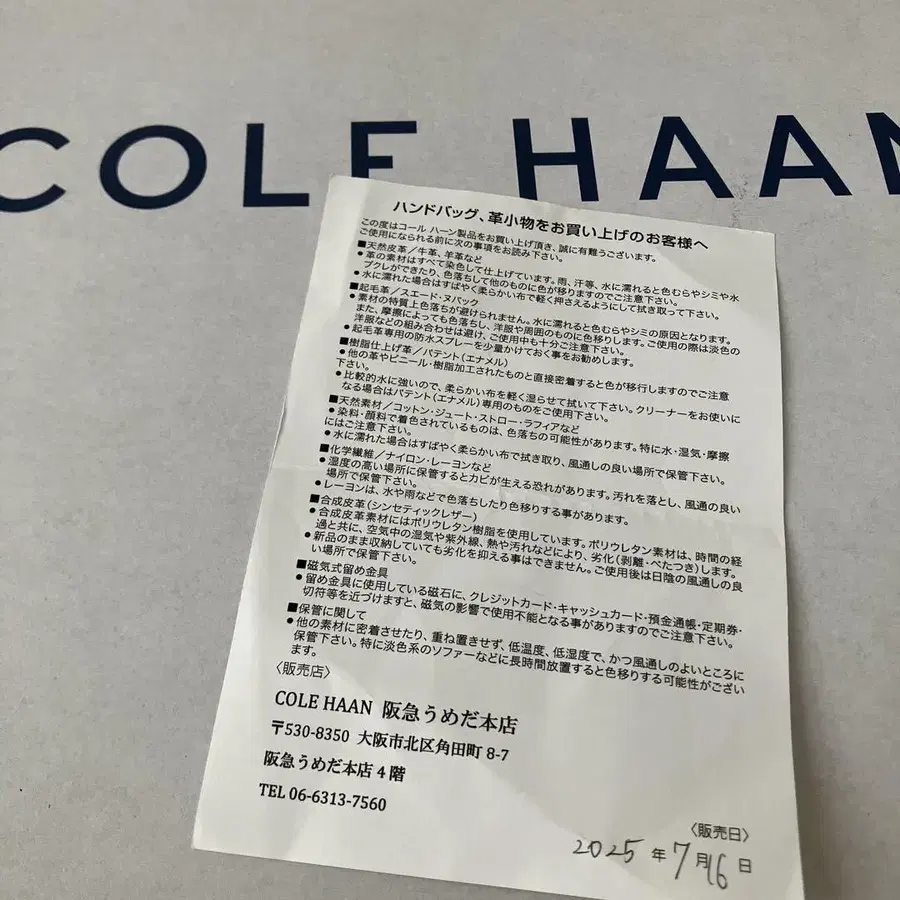 COLE HAAN
ハンドバッグ、革小物をお買い上げのお客様へ
この度はコール ハーン製品をお買い上げ頂き、誠に有難うございます。
ご使用になられる前に次の事項をお読み下さい。
■天然皮革/牛革、羊革など
●革の素材はすべて染色して仕上げています。雨、汗等、水に濡れると色むらやシミや水
ブクレができたり、色落ちして他のものに色が移りますのでご注意下さい。
●水に濡れた場合はすばやく柔らかい布で軽く押さえるようにして拭き取って下さい。
■起毛革/スエード・ヌバック
●素材の特質上色落ちが避けられません。水に濡れると色むらやシミの原因となります。
また、摩擦によっても色落ちし、洋服や周囲のものに色移りします。ご使用の際は淡色の
洋服などの組み合わせは避け、ご使用中も十分ご注意下さい。
●起毛革専用の防水スプレーを少量かけておく事をお勧めします。
■樹脂仕上げ革/パテント(エナメル)
●他の革やビニール・樹脂加工されたものと直接密着すると色が移行しますのでご注意
下さい。
●比較的水に強いので、柔らかい布を軽く湿らせて拭いて下さい。クリーナーをお使いに
なる場合はパテント(エナメル)専用のものをご使用下さい。
■天然素材/コットン・ジュート・ストロー・ラフィアなど
●染料・顔料で着色されているものは、色落ちの可能性があります。特に水・湿気・摩擦
にはご注意下さい。
●水に濡れた場合はすばやく柔らかい布で拭き取り、風通しの良い場所で保管下さい。
■化学繊維/ナイロン・レーヨンなど
●湿度の高い場所に保管するとカビが生える恐れがあります。汚れを落とし、風通の良い
場所で保管下さい。
●レーヨンは、水や雨などで色落ちしたり色移りする事があります。
■合成皮革(シンセティックレザー)
●合成皮革素材にはポリウレタン樹脂を使用しています。ポリウレタン素材は、時間の経
過と共に、空気中の湿気や紫外線、熱や汚れなどにより、劣化(剥離・べたつき)します。
●新品のまま収納していても劣化を抑える事はできません。ご使用後は日陰の風通しの良
い場所で保管下さい。
■磁気式留め金具
●留め金具に使用している磁石に、クレジットカード・キャッシュカード・預金通帳・定期券・
切符等を近づけますと、磁気の影響で使用不能となる事がありますのでご注意下さい。
■保管に関して
●他の素材に密着させたり、重ね置きせず、低温度、低湿度で、かつ風通しのよいところに
保管下さい。特に淡色系のソファーなどに長時間放置すると色移りする可能性がござい
ます。
〈販売店〉
COLE HAAN 阪急うめだ本店
〒530-8350 大阪市北区角田町 8-7
阪急うめだ本店 4 階
TEL 06-6313-7560
〈販売日〉
2025 年 7 月 16 日